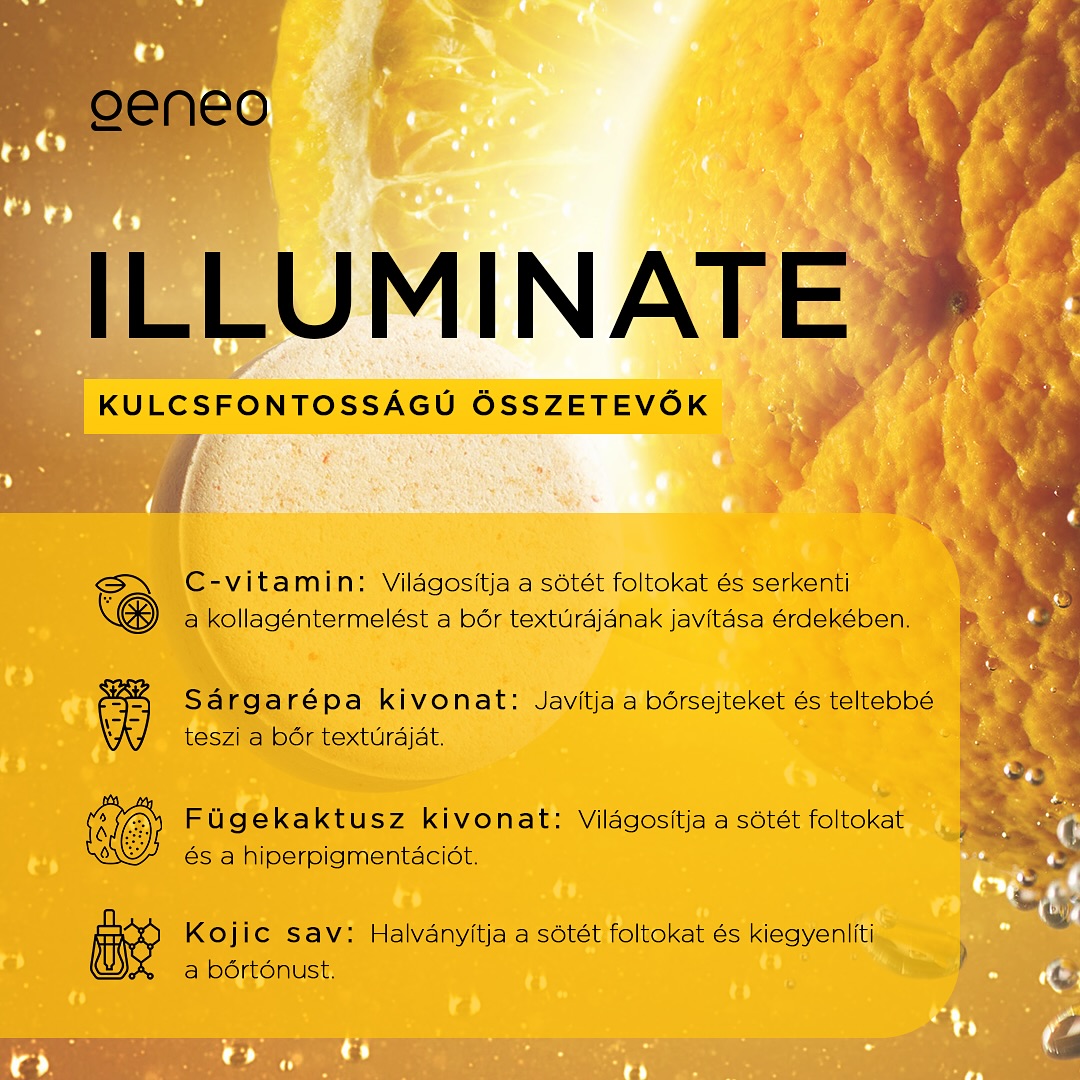 geneo
ILLUMINATE
KULCSFONTOSSÁGÚ ÖSSZETEVŐK
C-vitamin: Világosítja a sötét foltokat és serkenti
a kollagéntermelést a bőr textúrájának javítása érdekében.
Sárgarépa kivonat: Javítja a bőrsejteket és teltebbé
teszi a bőr textúráját.
Fügekaktusz kivonat: Világosítja a sötét foltokat
és a hiperpigmentációt.
Kojic sav: Halványítja a sötét foltokat és kiegyenlíti
a bőrtónust.